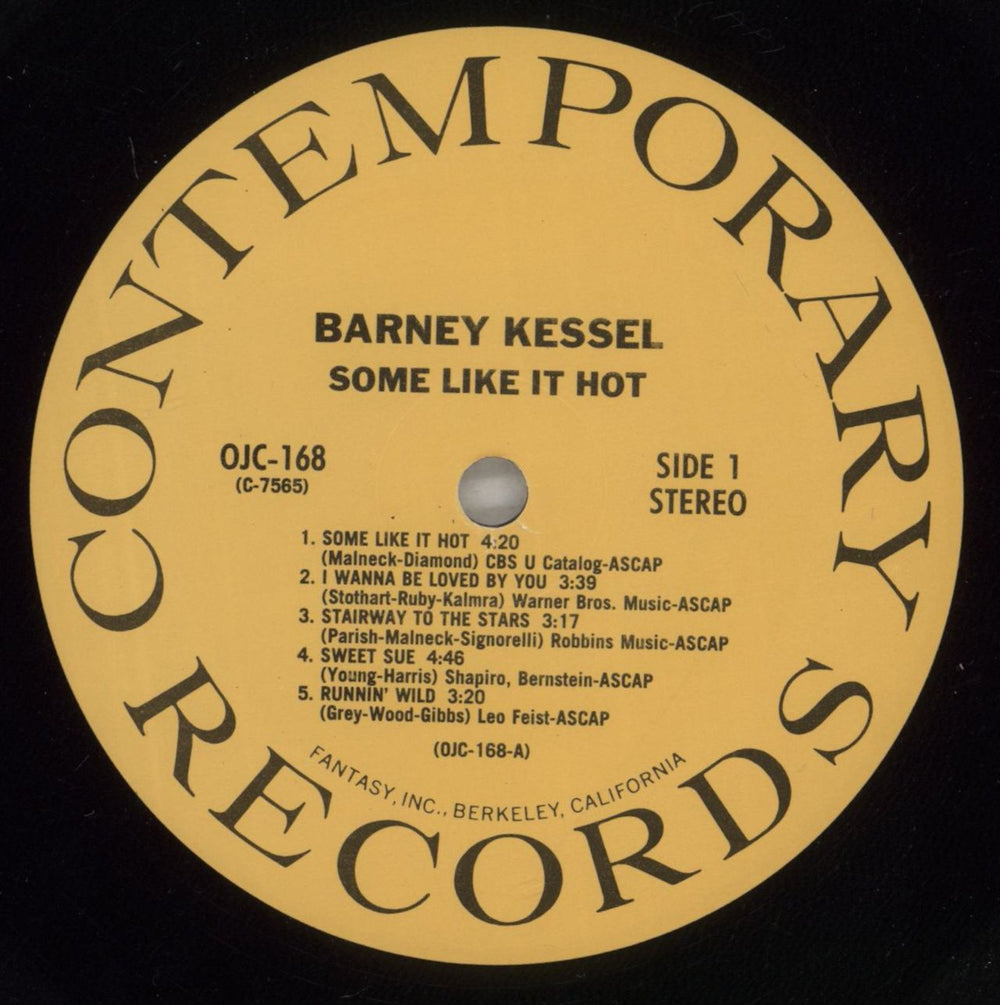 CONTEMPORARY RECORDS
BARNEY KESSEL
SOME LIKE IT HOT
OJC-168
(C-7565)
SIDE 1
STEREO
1. SOME LIKE IT HOT 4:20
(Malneck-Diamond) CBS U Catalog-ASCAP
2. I WANNA BE LOVED BY YOU 3:39
(Stothart-Ruby-Kalmra) Warner Bros. Music-ASCAP
3. STAIRWAY TO THE STARS 3:17
(Parish-Malneck-Signorelli) Robbins Music-ASCAP
4. SWEET SUE 4:46
(Young-Harris) Shapiro, Bernstein-ASCAP
5. RUNNIN' WILD 3:20
(Grey-Wood-Gibbs) Leo Feist-ASCAP
(OJC-168-A)
FANTASY, INC., BERKELEY, CALIFORNIA